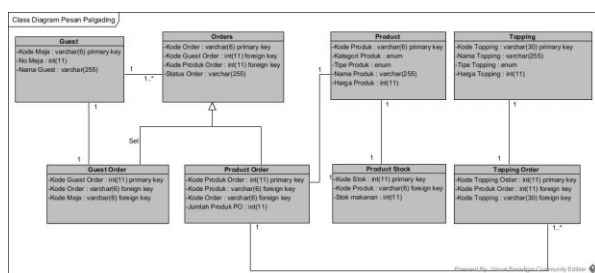 Class Diagram Pesan Palgading
Guest
-Kode Meja : varchar(6) primary key
-No Meja : int(11)
-Nama Guest : varchar(255)
Orders
-Kode Order : varchar(6) primary key
-Kode Guest Order : int(11) foreign key
-Kode Produk Order : int(11) foreign key
-Status Order : varchar(255)
Product
-Kode Produk : varchar(6) primary key
-Kategori Produk : enum
-Tipe Produk : enum
-Nama Produk : varchar(255)
-Harga Produk : int(11)
Topping
-Kode Topping : varchar(30) primary key
-Nama Topping : varchar(255)
-Tipe Topping : enum
-Harga Topping : int(11)
1
1..*
1
1
1
1
Set
1
1
1
1
Guest Order
-Kode Guest Order : int(11) primary key
-Kode Order : varchar(6) foreign key
-Kode Meja : varchar(6) foreign key
Product Order
-Kode Produk Order : int(11) primary key
-Kode Produk : varchar(6) foreign key
-Kode Order : varchar(6) foreign key
-Jumlah Produk PO : int(11)
Product Stock
-Kode Stok : int(11) primary key
-Kode Produk : varchar(6) foreign key
-Stok makanan : int(11)
Topping Order
-Kode Topping Order : int(11) primary key
-Kode Produk Order : int(11) foreign key
-Kode Topping : varchar(30) foreign key
1
1..*
Powered By Visual Paradigm Community Edition